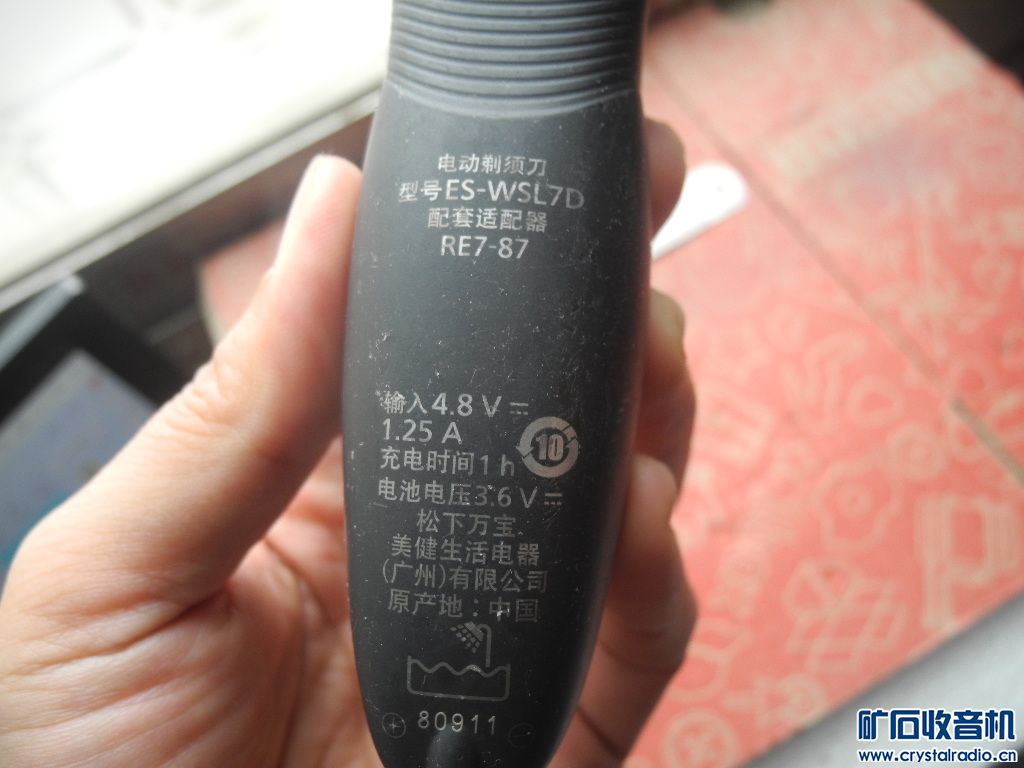 电动剃须刀
型号ES-WSL7D
配套适配器
RE7-87
输入4.8 V ⎓
1.25 A
10
充电时间1 h
电池电压3.6 V ⎓
松下万宝
美健生活电器
(广州)有限公司
原产地：中国
+ 80911 -
矿石收音机
www.crystalradio.cn